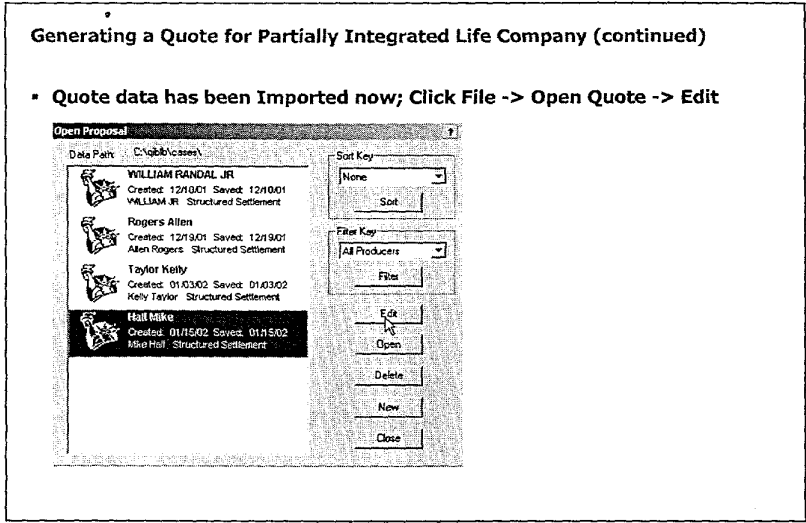 Generating a Quote for Partially Integrated Life Company (continued)
▪ Quote data has been Imported now; Click File -> Open Quote -> Edit
Open Proposal ?
Data Path: C:\qlblb\cases\
WILLIAM RANDAL JR
Created: 12/10/01 Saved: 12/10/01
WILLIAM JR Structured Settlement
Rogers Allen
Created: 12/19/01 Saved: 12/19/01
Allen Rogers Structured Settlement
Taylor Kelly
Created: 01/03/02 Saved: 01/03/02
Kelly Taylor Structured Settlement
Hall Mike
Created: 01/15/02 Saved: 01/15/02
Mike Hall Structured Settlement
Sort Key
None
Sort
Filter Key
All Producers
Filter
Edit
Open
Delete
New
Close